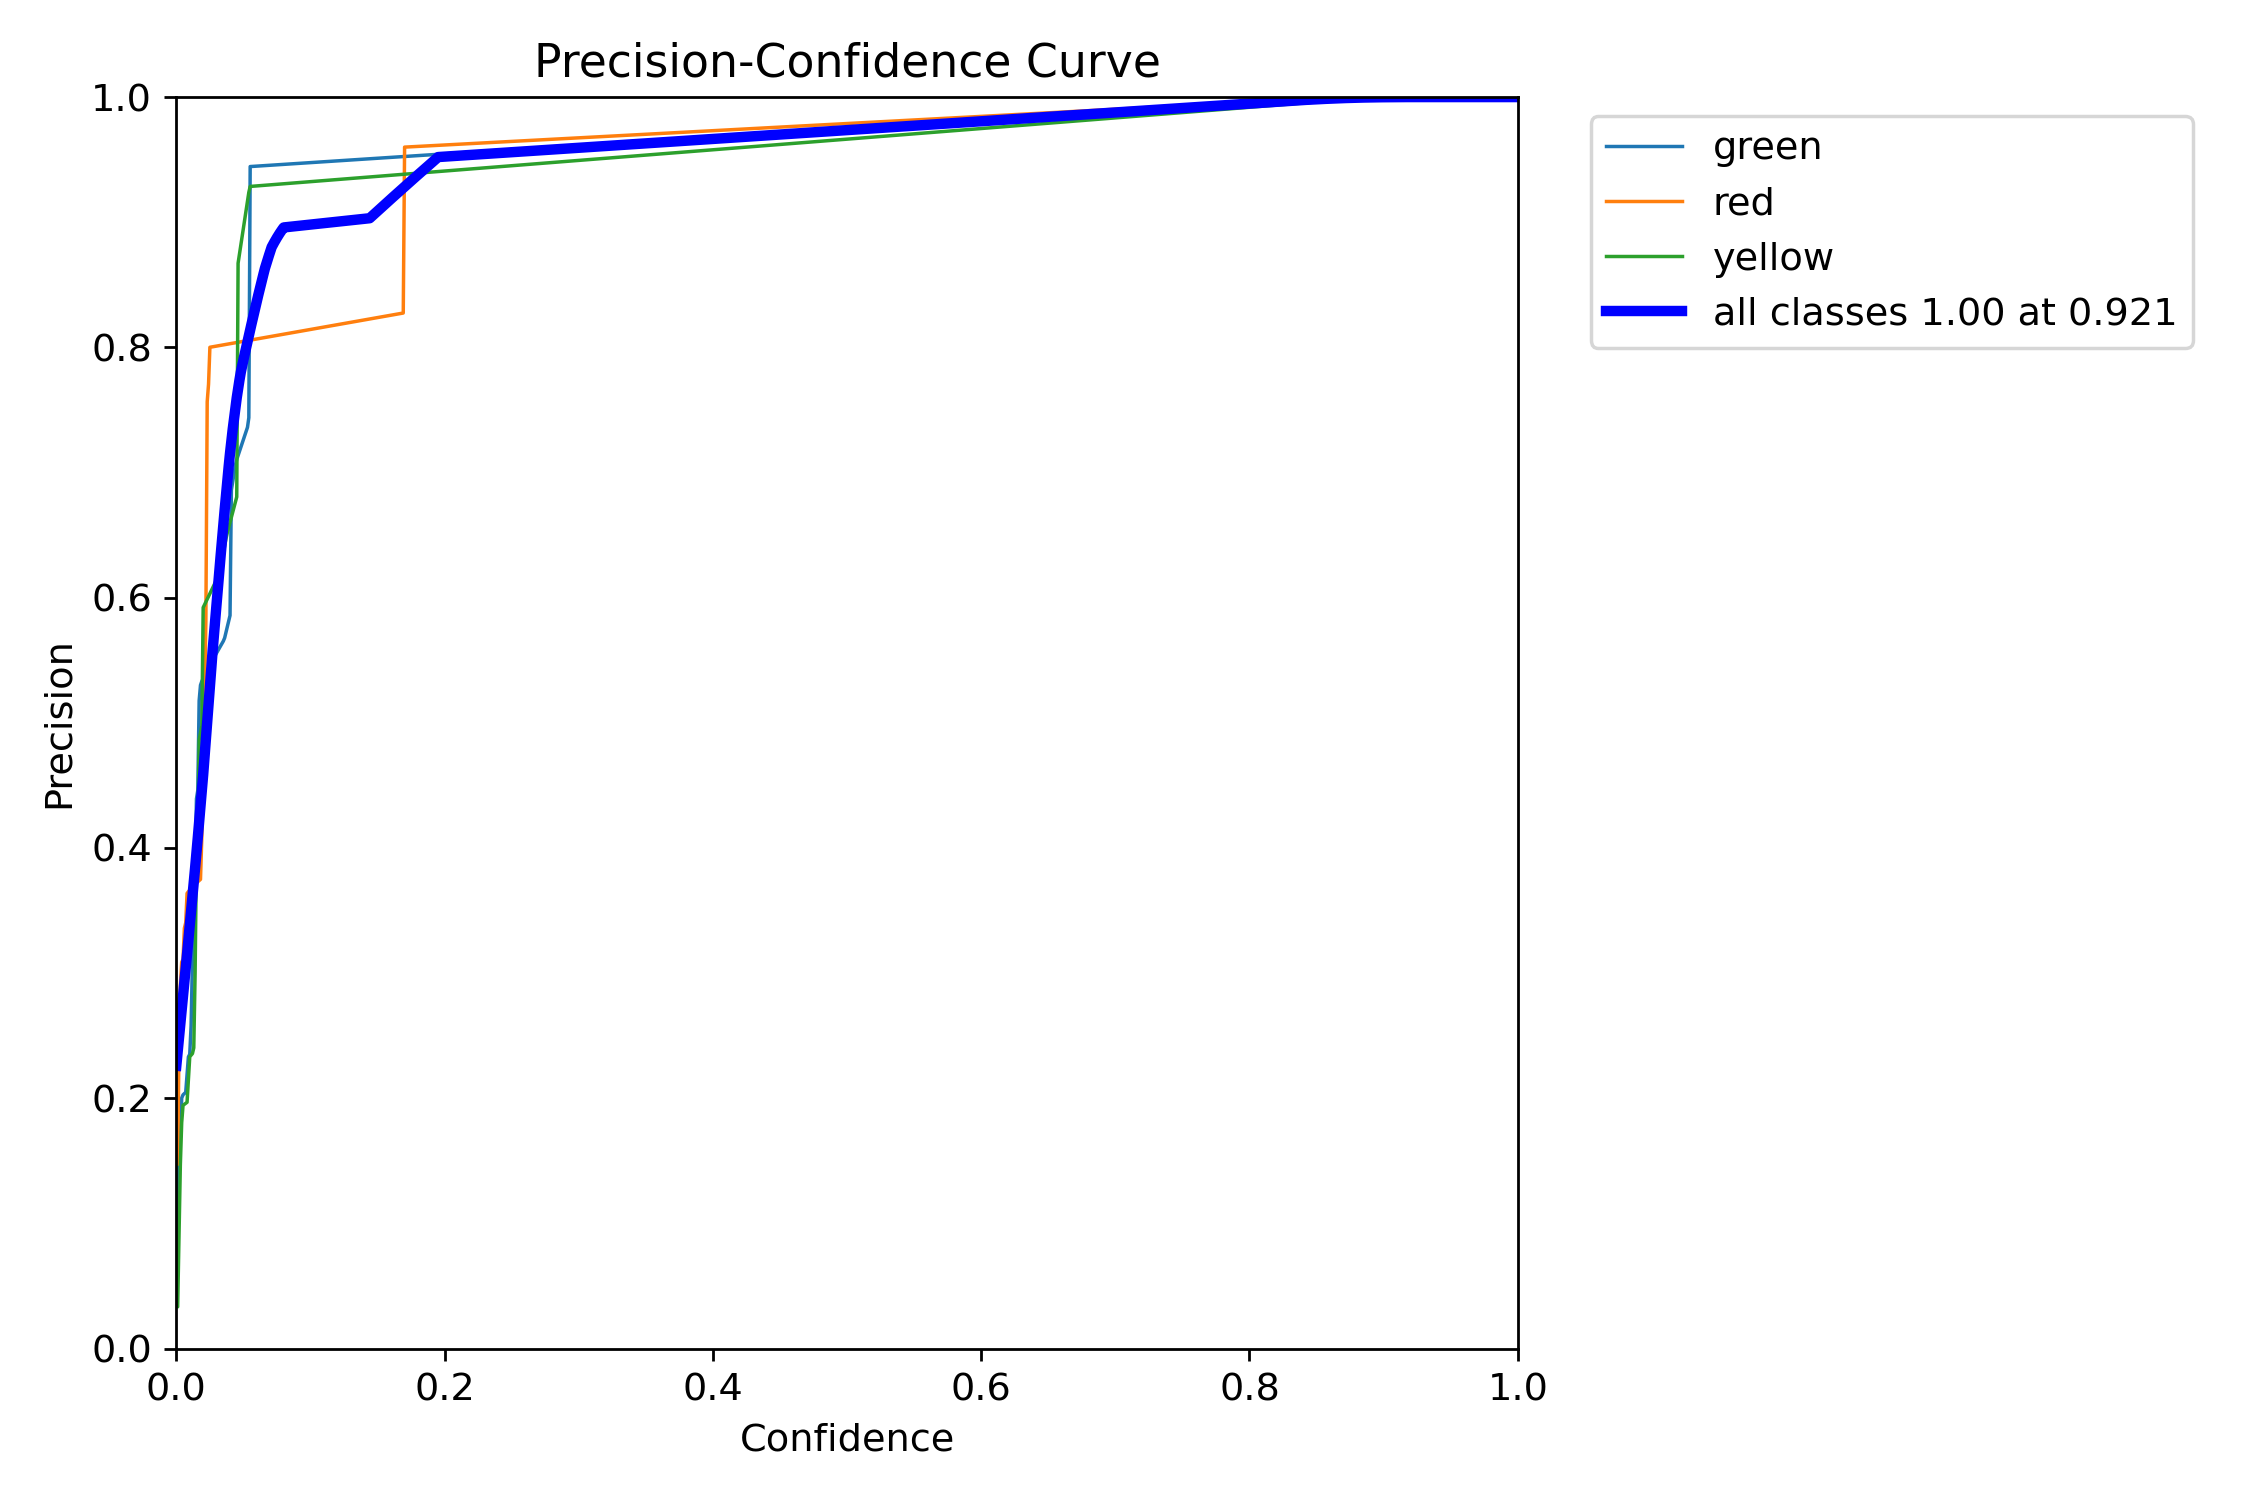 Precision-Confidence Curve
1.0
0.8
0.6
0.4
0.2
0.0
Precision
0.0 0.2 0.4 0.6 0.8 1.0
Confidence
green
red
yellow
all classes 1.00 at 0.921